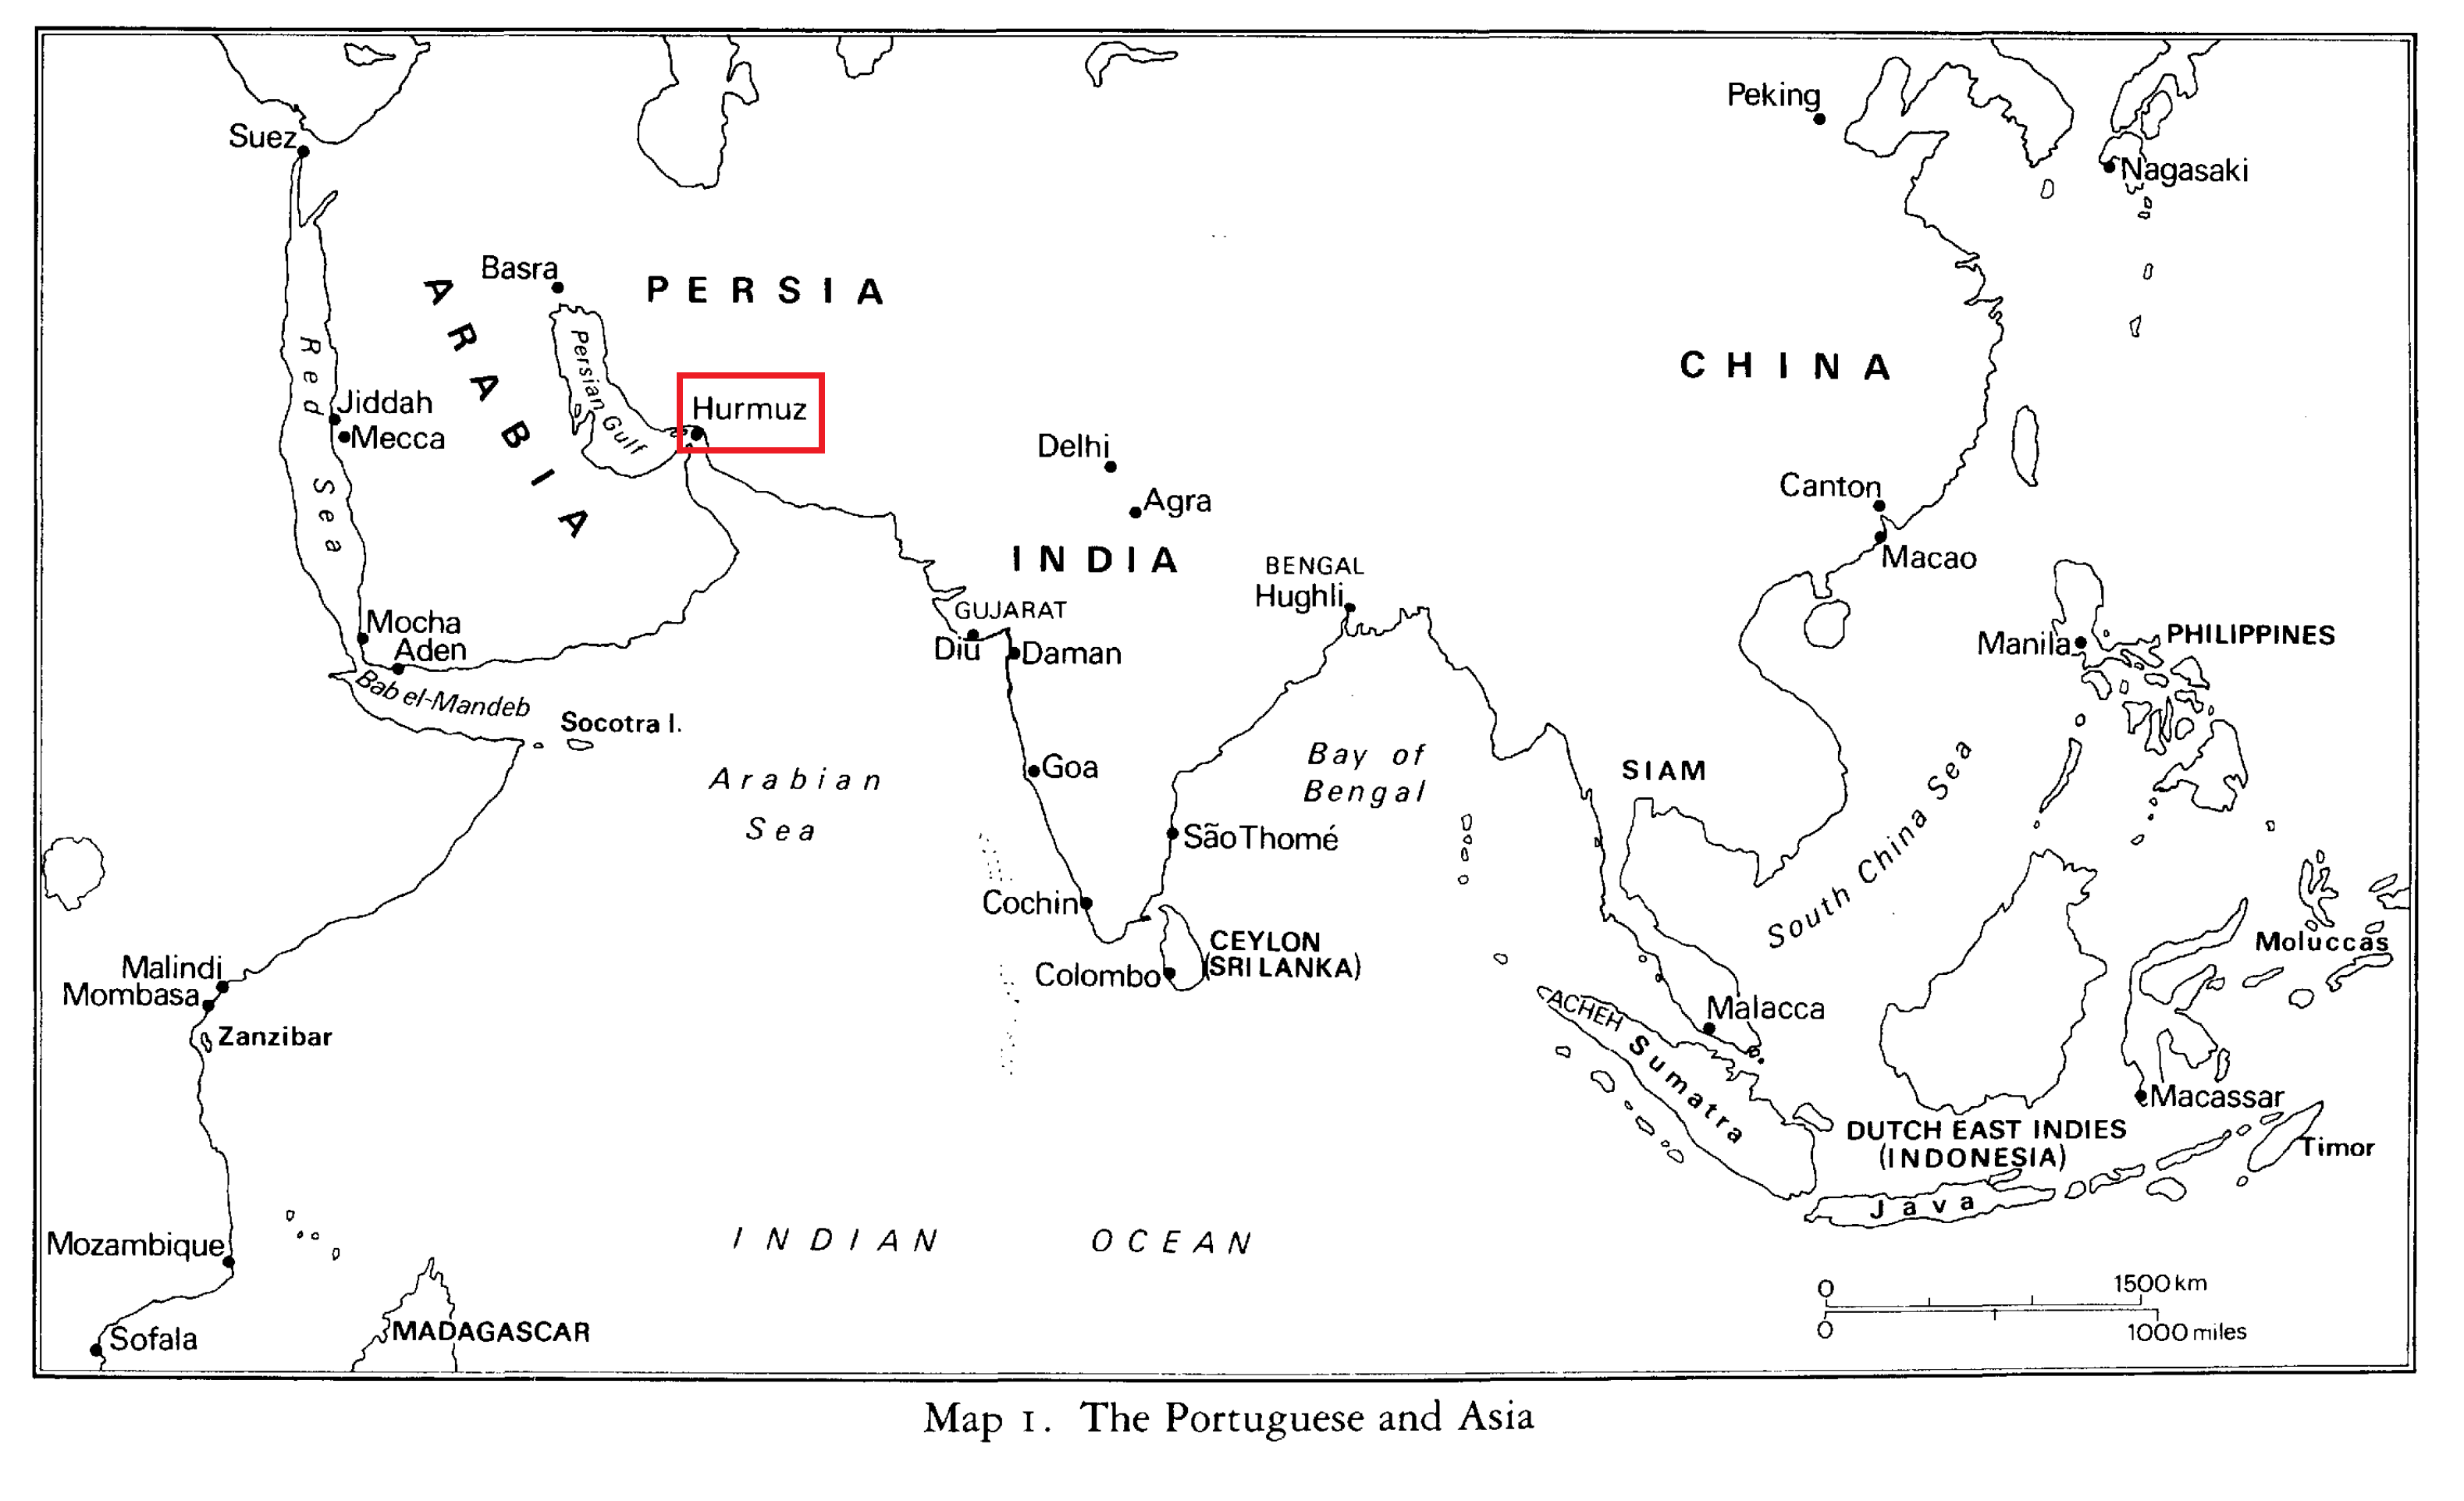 Suez
Peking
Nagasaki
Basra
PERSIA
ARABIA
Persian Gulf
Red Sea
CHINA
Hurmuz
Jiddah
Mecca
Delhi
Agra
Canton
Macao
INDIA
BENGAL
Hughli
GUJARAT
Diu
Daman
Mocha
Aden
Bab el-Mandeb
Socotra I.
Manila
PHILIPPINES
Arabian
Sea
Goa
Bay of
Bengal
SIAM
South China Sea
São Thomé
Cochin
CEYLON
(SRI LANKA)
Colombo
Moluccas
Malindi
Mombasa
Zanzibar
ACHEH
Sumatra
Malacca
Macassar
DUTCH EAST INDIES
(INDONESIA)
Timor
Java
Mozambique
INDIAN OCEAN
MADAGASCAR
Sofala
0 1500 km
0 1000 miles
Map 1. The Portuguese and Asia